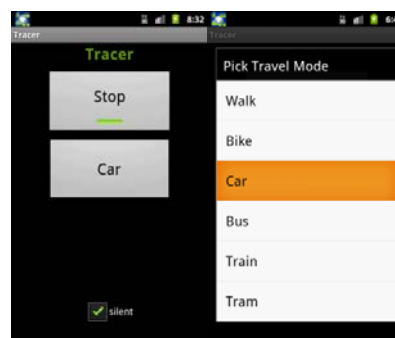 8:32
Tracer
Tracer
Stop
Car
silent
Tracer
Pick Travel Mode
Walk
Bike
Car
Bus
Train
Tram